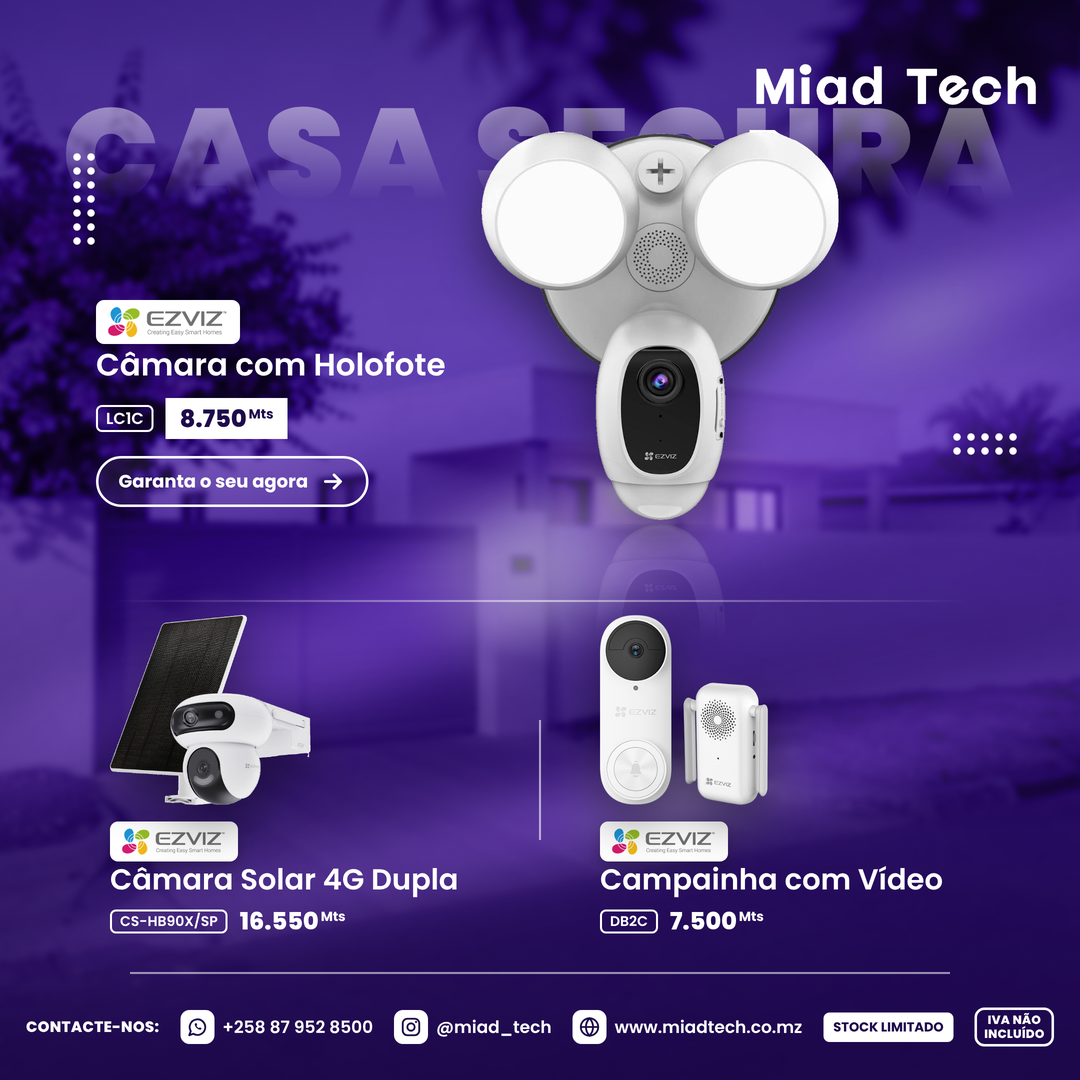 Miad Tech
CASA SEGURA
EZVIZ
EZVIZ™
Creating Easy Smart Homes
Câmara com Holofote
LC1C
8.750 Mts
Garanta o seu agora →
EZVIZ
EZVIZ
EZVIZ™
Creating Easy Smart Homes
Câmara Solar 4G Dupla
CS-HB90X/SP
16.550 Mts
EZVIZ™
Creating Easy Smart Homes
Campainha com Vídeo
DB2C
7.500 Mts
CONTACTE-NOS:
+258 87 952 8500
@miad_tech
www.miadtech.co.mz
STOCK LIMITADO
IVA NÃO
INCLUÍDO